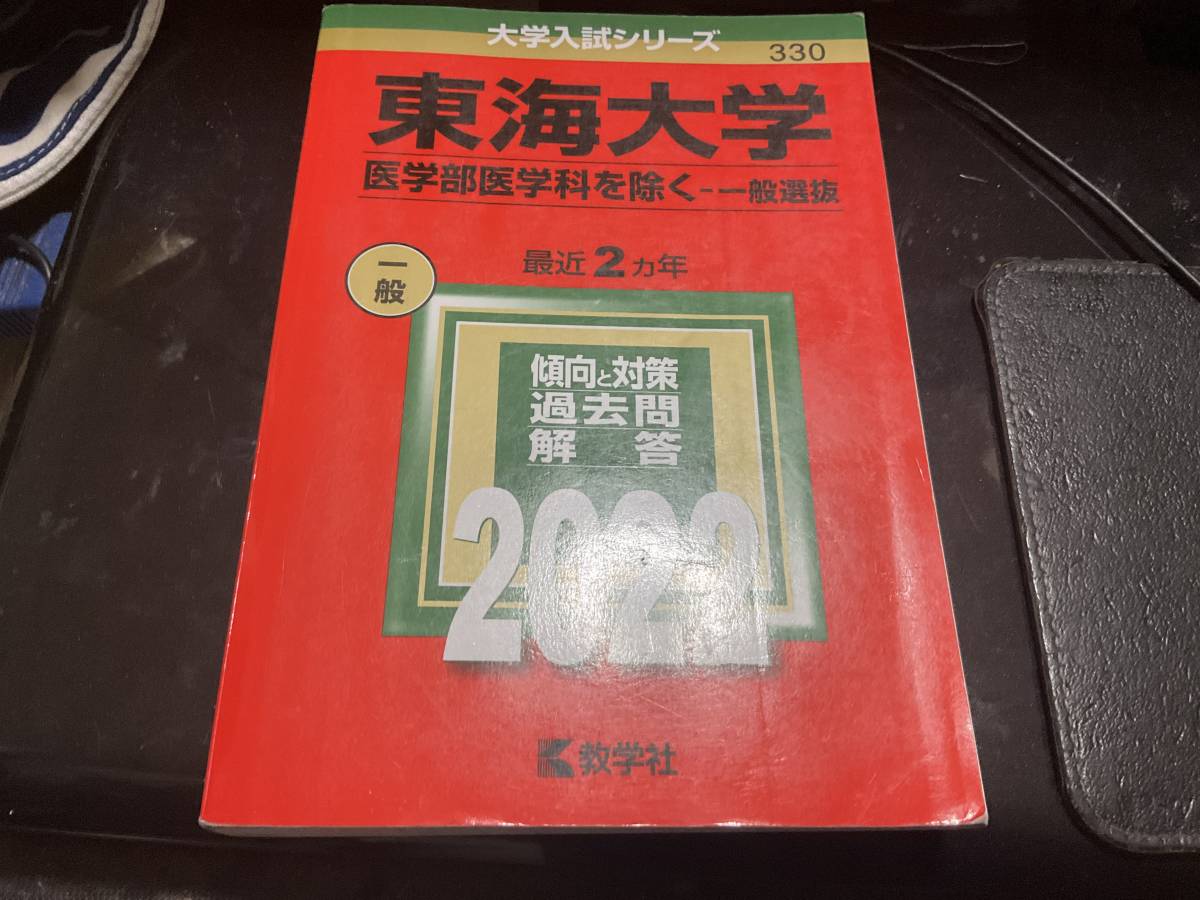 大学入試シリーズ
330
東海大学
医学部医学科を除く-一般選抜
最近2ヵ年
一般
傾向と対策
過去問
解答
2022
教学社